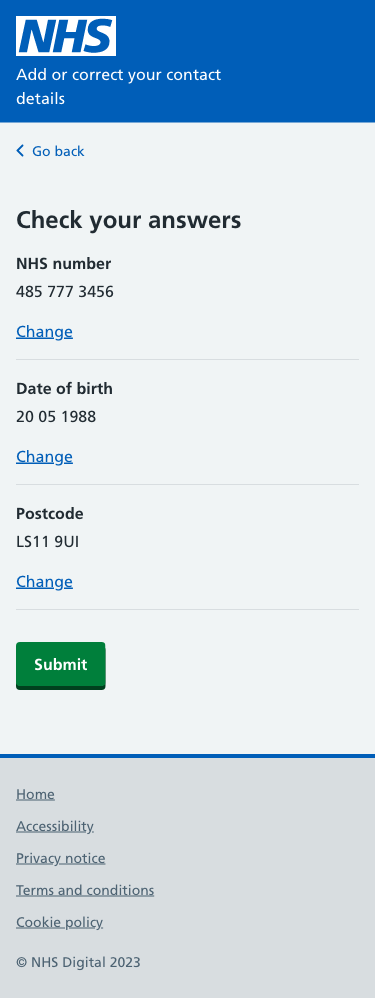 NHS
Add or correct your contact
details
Go back
Check your answers
NHS number
485 777 3456
Change
Date of birth
20 05 1988
Change
Postcode
LS11 9UI
Change
Submit
Home
Accessibility
Privacy notice
Terms and conditions
Cookie policy
© NHS Digital 2023